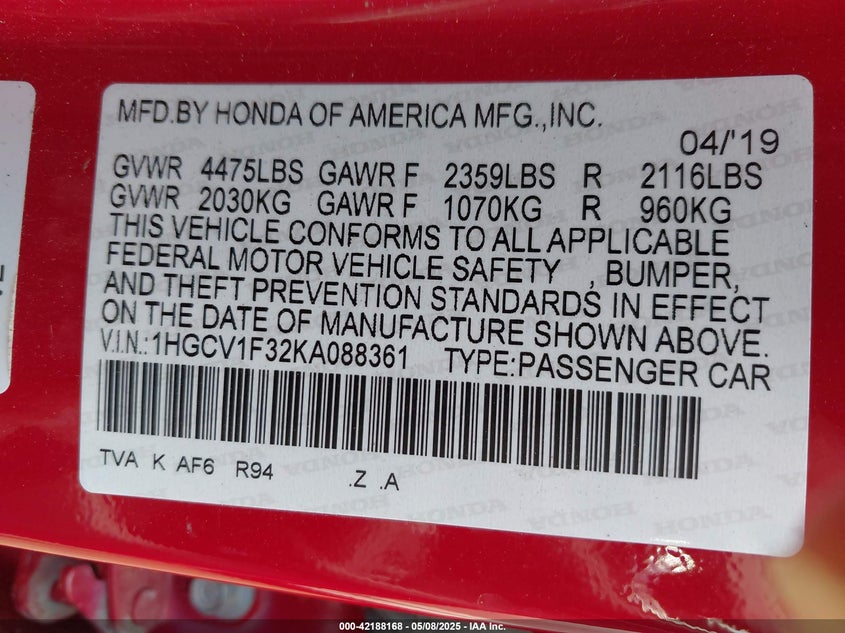 MFD.BY HONDA OF AMERICA MFG.,INC.
04/'19
GVWR 4475LBS GAWR F 2359LBS R 2116LBS
GVWR 2030KG GAWR F 1070KG R 960KG
THIS VEHICLE CONFORMS TO ALL APPLICABLE
FEDERAL MOTOR VEHICLE SAFETY , BUMPER,
AND THEFT PREVENTION STANDARDS IN EFFECT
ON THE DATE OF MANUFACTURE SHOWN ABOVE.
V.I.N.:1HGCV1F32KA088361 TYPE:PASSENGER CAR
TVA K AF6 R94 .Z .A
000-42188168 - 05/08/2025 - IAA Inc.